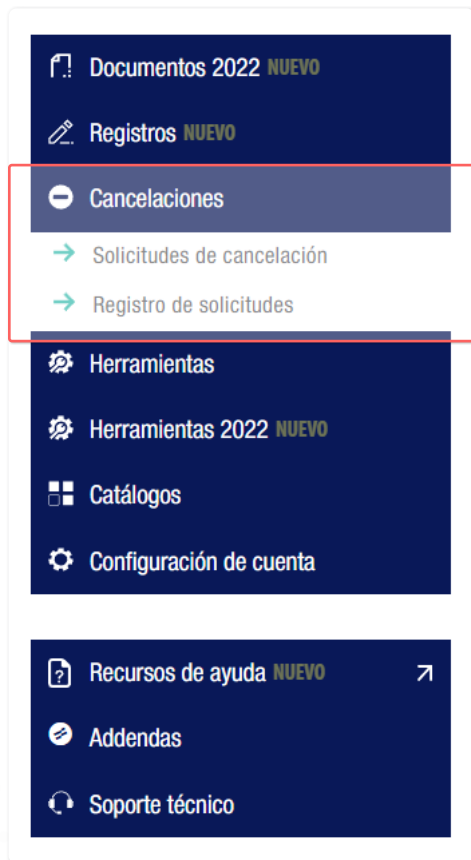 Documentos 2022 NUEVO
Registros NUEVO
Cancelaciones
Solicitudes de cancelación
Registro de solicitudes
Herramientas
Herramientas 2022 NUEVO
Catálogos
Configuración de cuenta
Recursos de ayuda NUEVO
Addendas
Soporte técnico